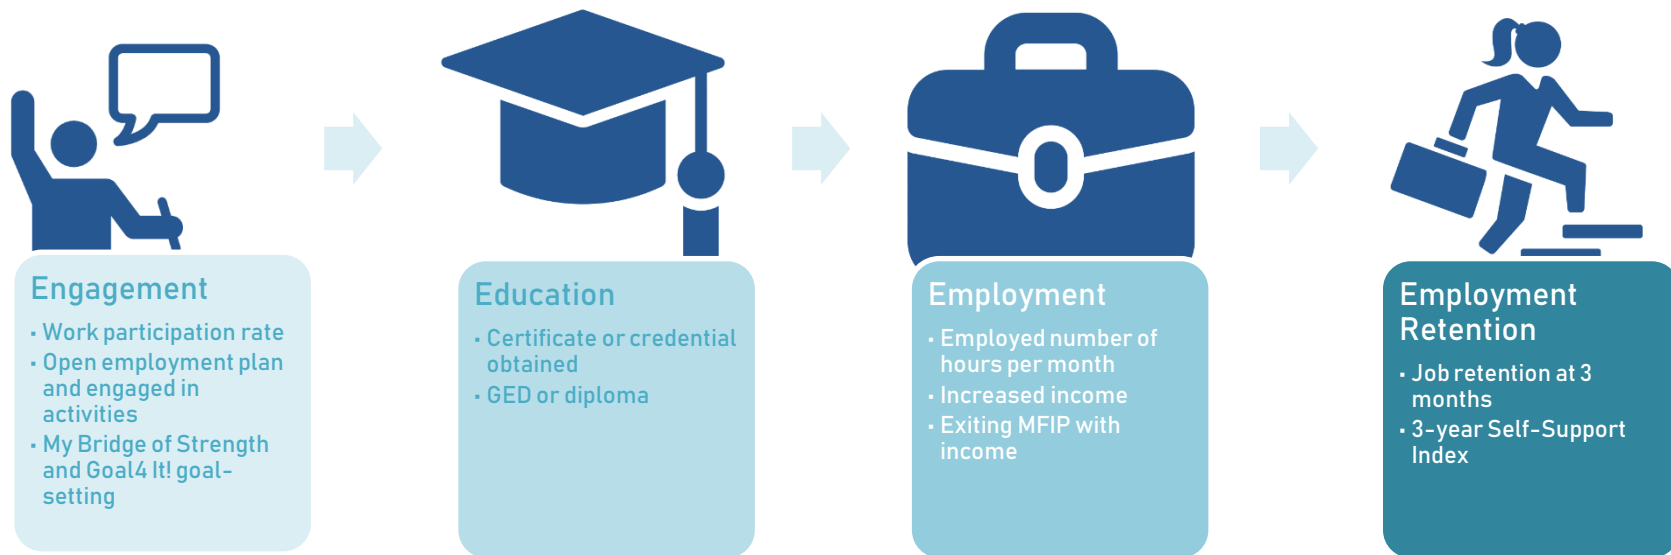 Engagement
▪ Work participation rate
▪ Open employment plan
and engaged in
activities
▪ My Bridge of Strength
and Goal4 It! goal-
setting
Education
▪ Certificate or credential
obtained
▪ GED or diploma
Employment
▪ Employed number of
hours per month
▪ Increased income
▪ Exiting MFIP with
income
Employment
Retention
▪ Job retention at 3
months
▪ 3-year Self-Support
Index